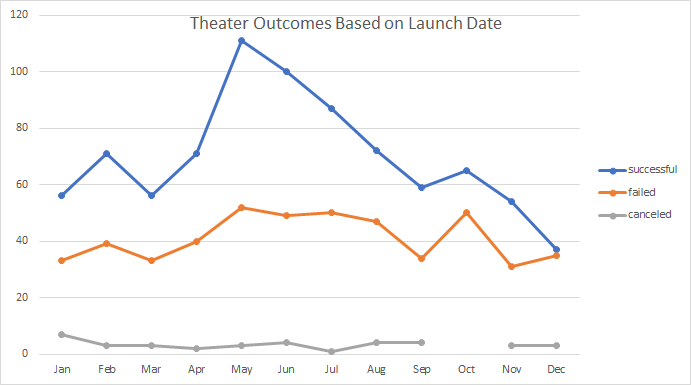 Theater Outcomes Based on Launch Date
120
100
80
60
40
20
0
Jan Feb Mar Apr May Jun Jul Aug Sep Oct Nov Dec
successful
failed
canceled